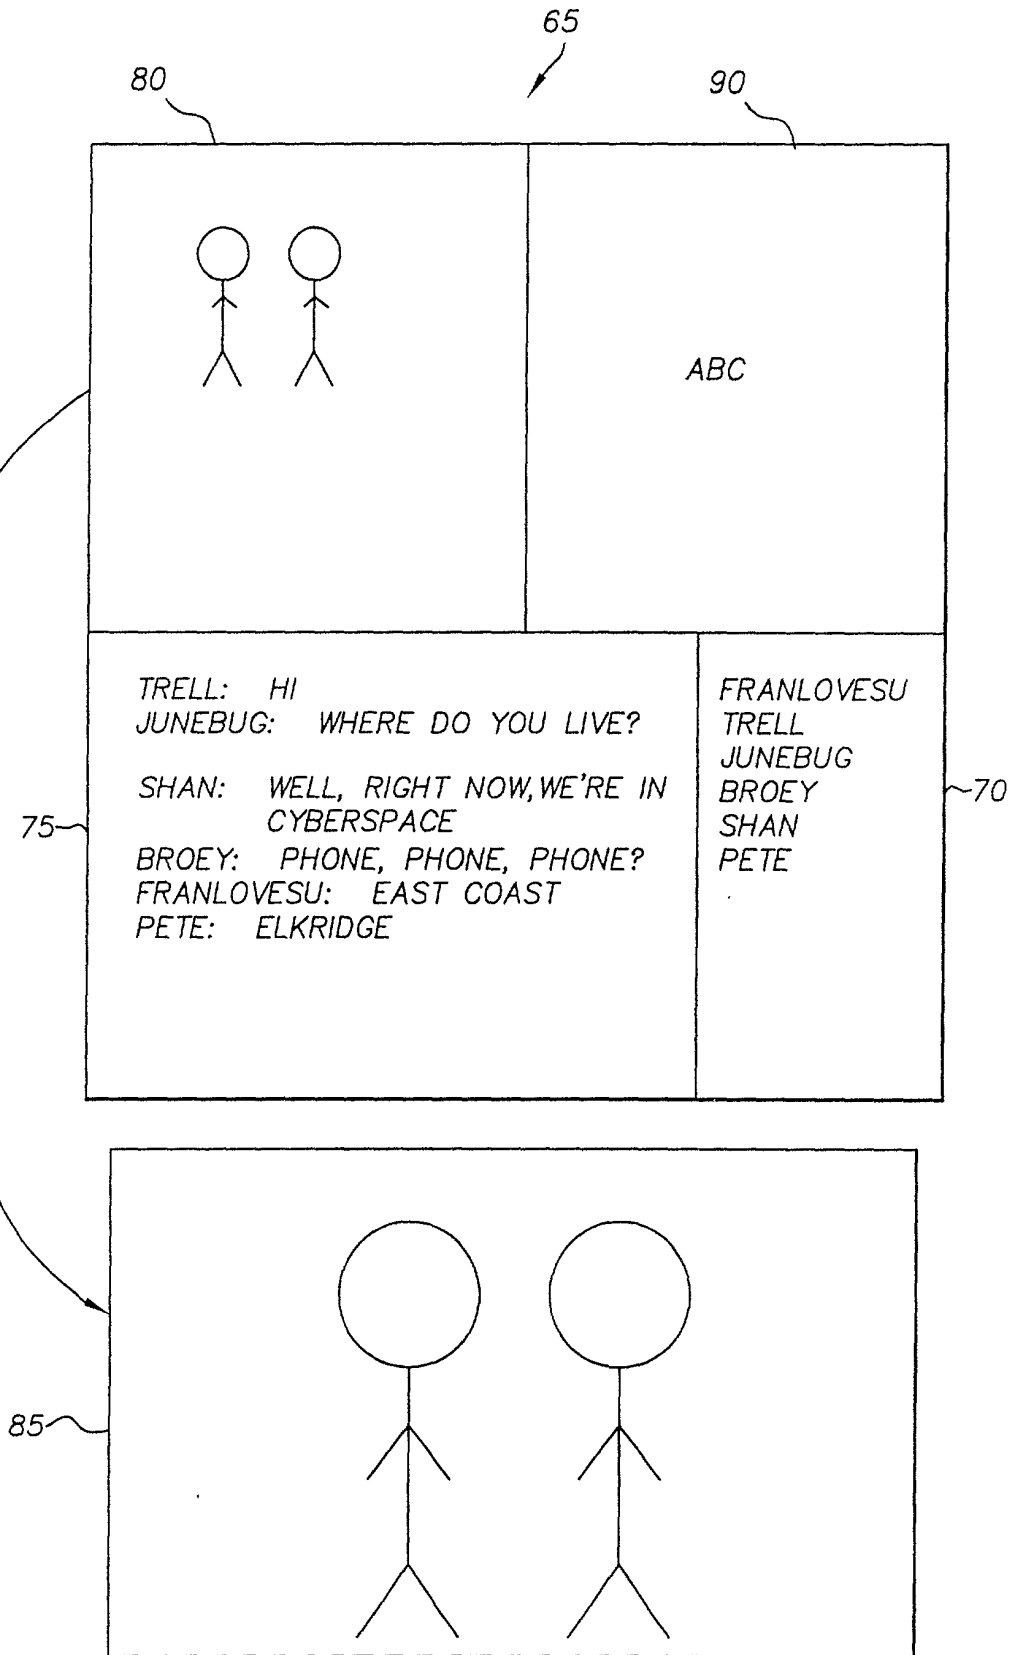 65
80
90
ABC
TRELL: HI
JUNEBUG: WHERE DO YOU LIVE?
SHAN: WELL, RIGHT NOW, WE'RE IN
CYBERSPACE
BROEY: PHONE, PHONE, PHONE?
FRANLOVESU: EAST COAST
PETE: ELKRIDGE
75
FRANLOVESU
TRELL
JUNEBUG
BROEY
SHAN
PETE
70
85